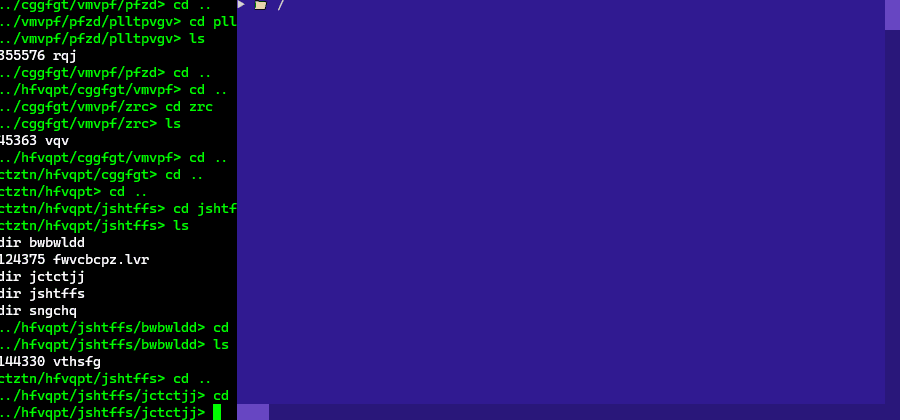 ../cggfgt/vmvpf/pfzd> cd ..
../vmvpf/pfzd/plltpvgv> cd pll
../vmvpf/pfzd/plltpvgv> ls
355576 rqj
../cggfgt/vmvpf/pfzd> cd ..
../hfvqpt/cggfgt/vmvpf> cd ..
../cggfgt/vmvpf/zrc> cd zrc
../cggfgt/vmvpf/zrc> ls
45363 vqv
../hfvqpt/cggfgt/vmvpf> cd ..
ctztn/hfvqpt/cggfgt> cd ..
ctztn/hfvqpt> cd ..
ctztn/hfvqpt/jshtffs> cd jshtf
ctztn/hfvqpt/jshtffs> ls
dir bwbwldd
124375 fwvcbcpz.lvr
dir jctctjj
dir jshtffs
dir sngchq
../hfvqpt/jshtffs/bwbwldd> cd
../hfvqpt/jshtffs/bwbwldd> ls
144330 vthsfg
ctztn/hfvqpt/jshtffs> cd ..
../hfvqpt/jshtffs/jctctjj> cd
../hfvqpt/jshtffs/jctctjj>
/